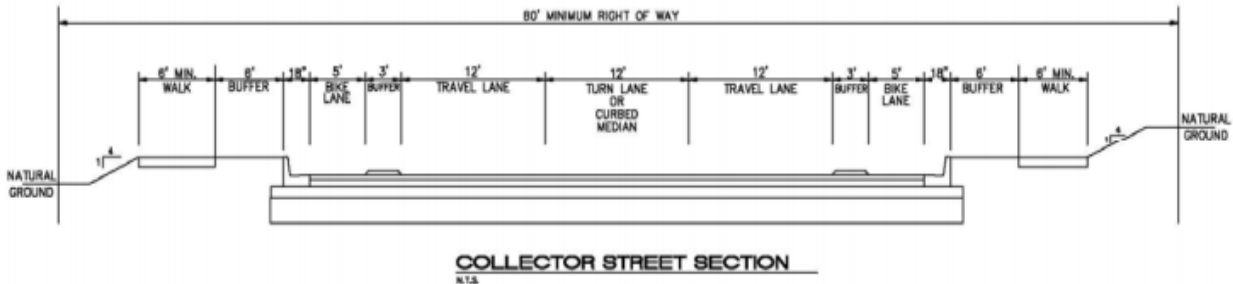 80' MINIMUM RIGHT OF WAY
6' MIN.
WALK
6'
BUFFER
18"
5'
BIKE
LANE
3'
BUFFER
12'
TRAVEL LANE
12'
TURN LANE
OR
CURBED
MEDIAN
12'
TRAVEL LANE
3'
BUFFER
5'
BIKE
LANE
18"
6'
BUFFER
6' MIN.
WALK
NATURAL
GROUND
4
1
4
1
NATURAL
GROUND
COLLECTOR STREET SECTION
N.T.S.